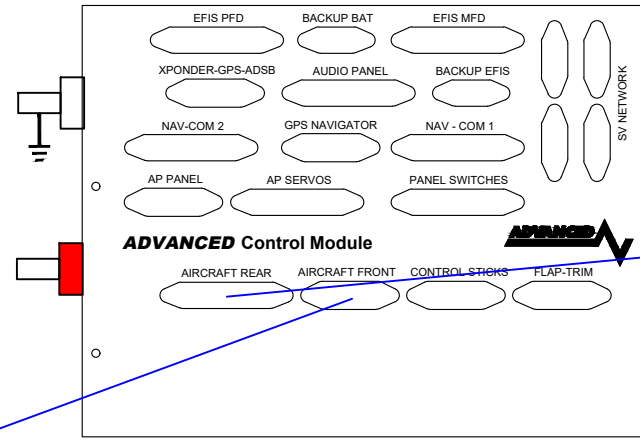 EFIS PFD BACKUP BAT EFIS MFD
XPONDER-GPS-ADSB AUDIO PANEL BACKUP EFIS
SV NETWORK
NAV-COM 2 GPS NAVIGATOR NAV - COM 1
AP PANEL AP SERVOS PANEL SWITCHES
ADVANCED Control Module
ADVANCED
AIRCRAFT REAR AIRCRAFT FRONT CONTROL STICKS FLAP-TRIM